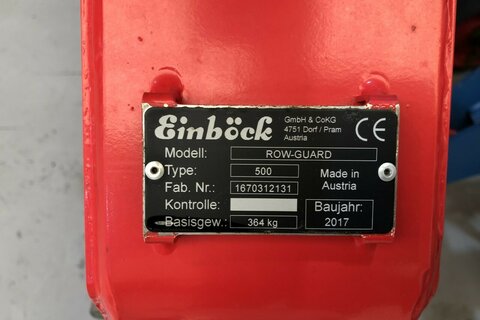 Einböck GmbH & CoKG
4751 Dorf / Pram
Austria
CE
Modell: ROW-GUARD
Type: 500
Made in
Austria
Fab. Nr.: 1670312131
Kontrolle:
Baujahr:
2017
Basisgew.: 364 kg